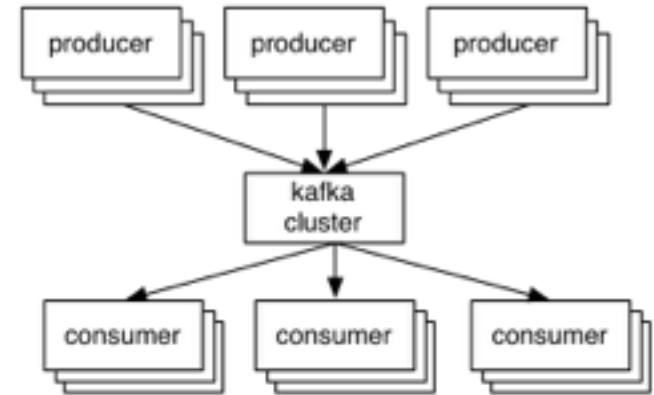 producer
producer
producer
kafka
cluster
consumer
consumer
consumer